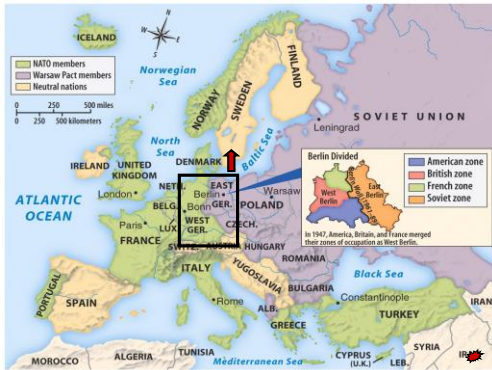 ICELAND
N
W
E
S
NATO members
Warsaw Pact members
Neutral nations
0 250 500 miles
0 250 500 kilometers
Norwegian
Sea
NORWAY
SWEDEN
FINLAND
SOVIET UNION
Leningrad
North
Sea
Baltic Sea
DENMARK
IRELAND
UNITED
KINGDOM
London
NETH.
BELG.
LUX.
EAST
GER.
Berlin
Bonn
WEST
GER.
Warsaw
POLAND
CZECH.
Berlin Divided
West
Berlin
East
Berlin
Berlin Wall (1961–89)
American zone
British zone
French zone
Soviet zone
In 1947, America, Britain, and France merged
their zones of occupation as West Berlin.
ATLANTIC
OCEAN
Paris
FRANCE
SWITZ.
AUSTRIA
HUNGARY
ROMANIA
YUGOSLAVIA
BULGARIA
Black Sea
PORTUGAL
SPAIN
ITALY
Rome
ALB.
GREECE
Constantinople
TURKEY
IRAN
SYRIA
CYPRUS
(U.K.)
LEB.
MOROCCO
ALGERIA
TUNISIA
Mediterranean Sea